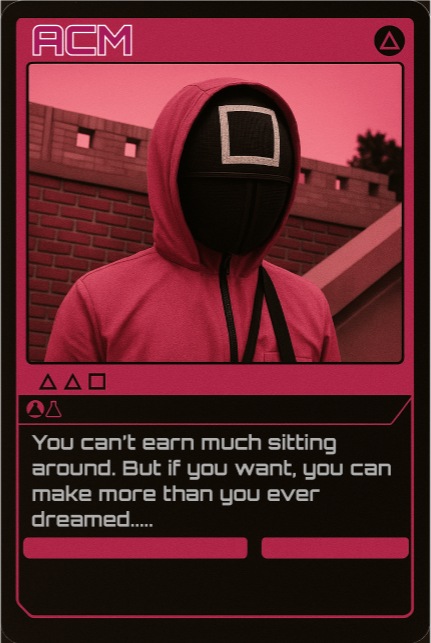 ACM
You can't earn much sitting
around. But if you want, you can
make more than you ever
dreamed.....